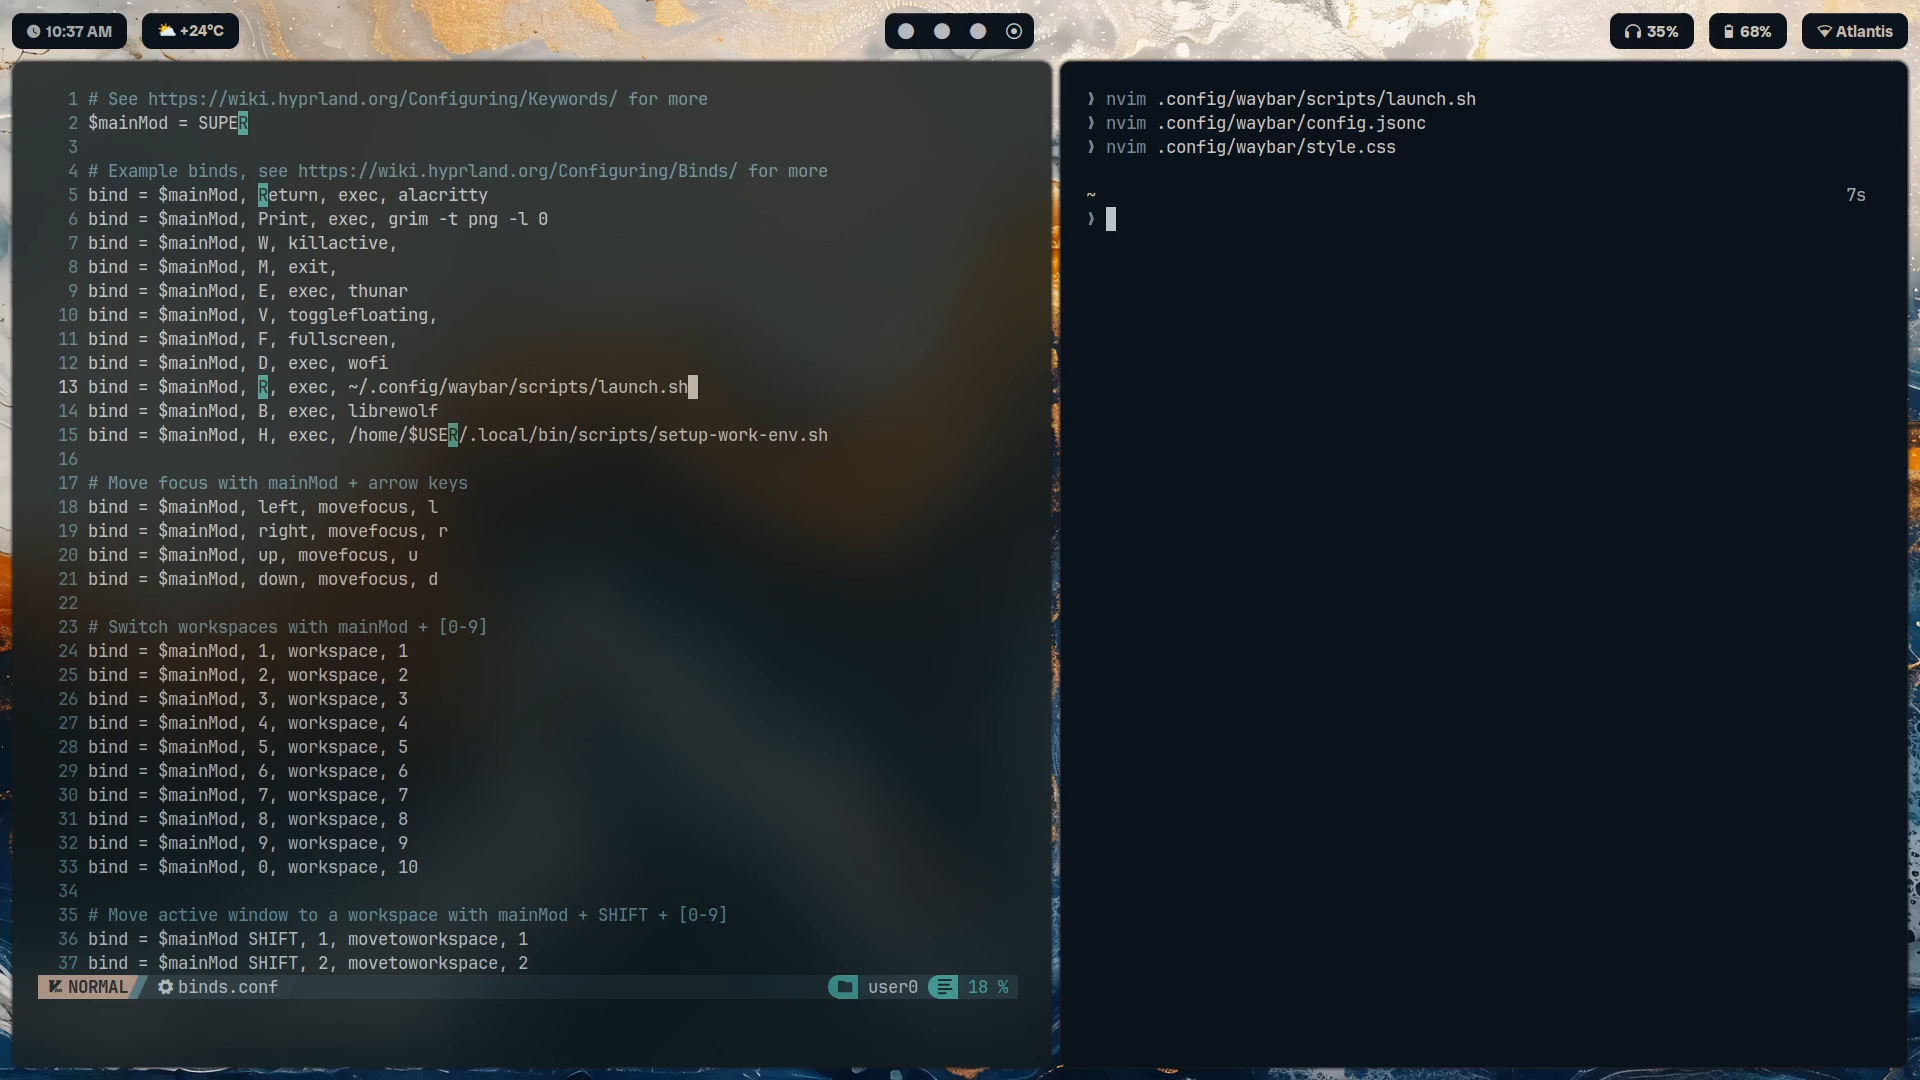 10:37 AM
+24°C
35%
68%
Atlantis
1 # See https://wiki.hyprland.org/Configuring/Keywords/ for more
2 $mainMod = SUPER
3
4 # Example binds, see https://wiki.hyprland.org/Configuring/Binds/ for more
5 bind = $mainMod, Return, exec, alacritty
6 bind = $mainMod, Print, exec, grim -t png -l 0
7 bind = $mainMod, W, killactive,
8 bind = $mainMod, M, exit,
9 bind = $mainMod, E, exec, thunar
10 bind = $mainMod, V, togglefloating,
11 bind = $mainMod, F, fullscreen,
12 bind = $mainMod, D, exec, wofi
13 bind = $mainMod, R, exec, ~/.config/waybar/scripts/launch.sh
14 bind = $mainMod, B, exec, librewolf
15 bind = $mainMod, H, exec, /home/$USER/.local/bin/scripts/setup-work-env.sh
16
17 # Move focus with mainMod + arrow keys
18 bind = $mainMod, left, movefocus, l
19 bind = $mainMod, right, movefocus, r
20 bind = $mainMod, up, movefocus, u
21 bind = $mainMod, down, movefocus, d
22
23 # Switch workspaces with mainMod + [0-9]
24 bind = $mainMod, 1, workspace, 1
25 bind = $mainMod, 2, workspace, 2
26 bind = $mainMod, 3, workspace, 3
27 bind = $mainMod, 4, workspace, 4
28 bind = $mainMod, 5, workspace, 5
29 bind = $mainMod, 6, workspace, 6
30 bind = $mainMod, 7, workspace, 7
31 bind = $mainMod, 8, workspace, 8
32 bind = $mainMod, 9, workspace, 9
33 bind = $mainMod, 0, workspace, 10
34
35 # Move active window to a workspace with mainMod + SHIFT + [0-9]
36 bind = $mainMod SHIFT, 1, movetoworkspace, 1
37 bind = $mainMod SHIFT, 2, movetoworkspace, 2
NORMAL binds.conf user0 18 %
❯ nvim .config/waybar/scripts/launch.sh
❯ nvim .config/waybar/config.jsonc
❯ nvim .config/waybar/style.css
~ 7s
❯